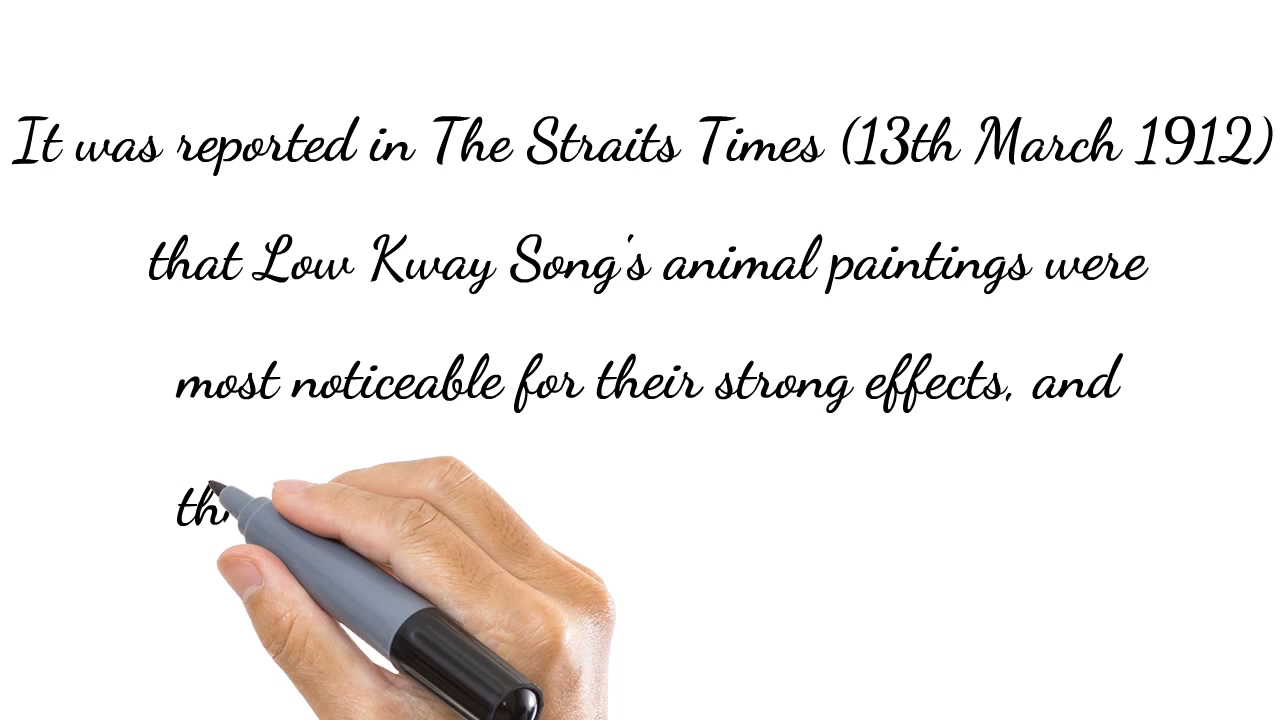 It was reported in The Straits Times (13th March 1912)
that Low Kway Song's animal paintings were
most noticeable for their strong effects, and